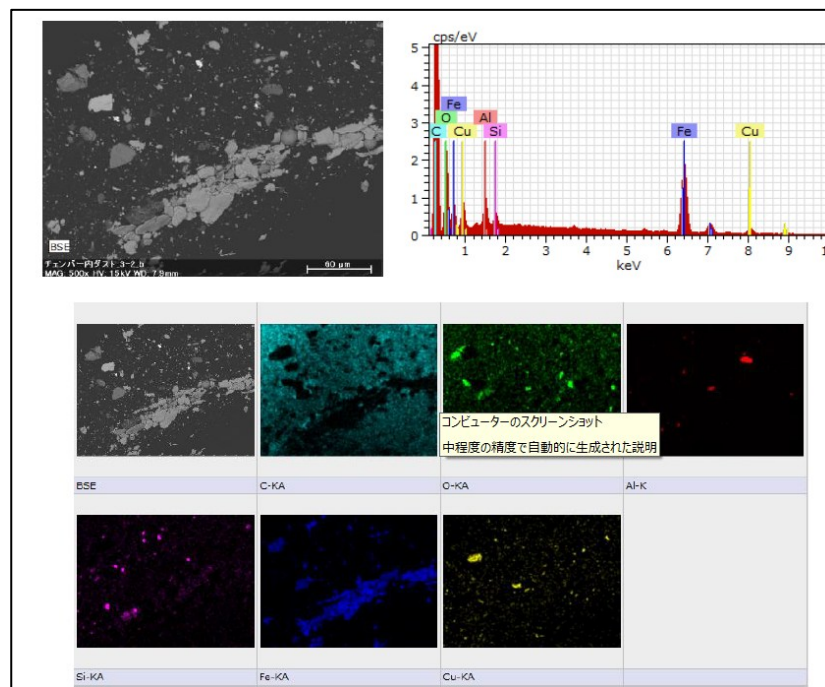 BSE
チェンバー内ダスト_3-2_b
MAG: 500x HV: 15kV WD: 7.9mm
60 µm
cps/eV
5
4
3
2
1
0
Fe
O
Al
C
Cu
Si
Fe
Cu
1 2 3 4 5 6 7 8 9 1
keV
コンピューターのスクリーンショット
中程度の精度で自動的に生成された説明
BSE
C-KA
O-KA
Al-K
Si-KA
Fe-KA
Cu-KA